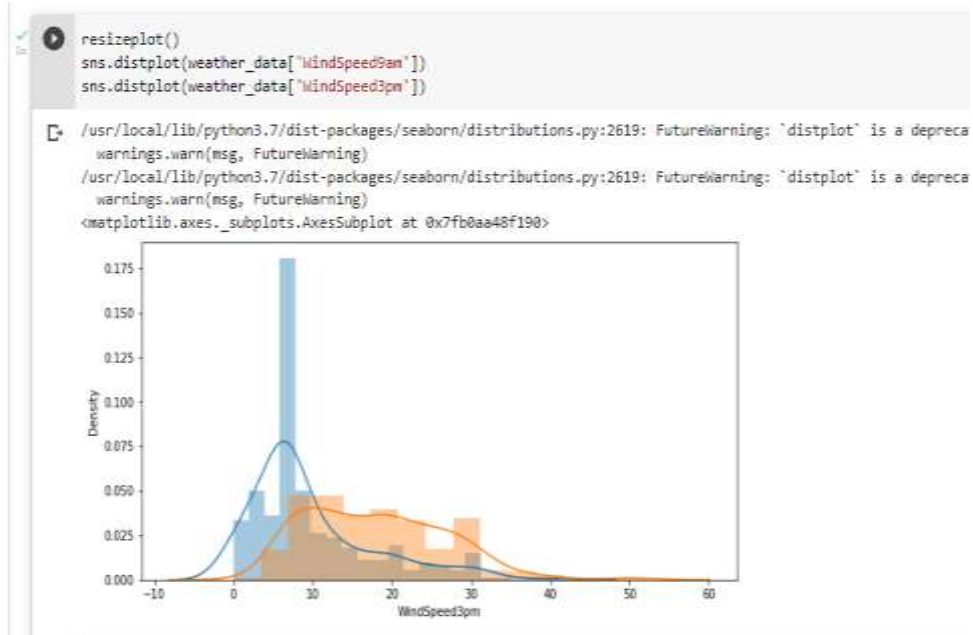 resizeplot()
sns.distplot(weather_data['WindSpeed9am'])
sns.distplot(weather_data['WindSpeed3pm'])
/usr/local/lib/python3.7/dist-packages/seaborn/distributions.py:2619: FutureWarning: `distplot` is a depreca
warnings.warn(msg, FutureWarning)
/usr/local/lib/python3.7/dist-packages/seaborn/distributions.py:2619: FutureWarning: `distplot` is a depreca
warnings.warn(msg, FutureWarning)
<matplotlib.axes._subplots.AxesSubplot at 0x7fb0aa48f190>
0.175
0.150
0.125
0.100
0.075
0.050
0.025
0.000
Density
-10 0 10 20 30 40 50 60
WindSpeed3pm